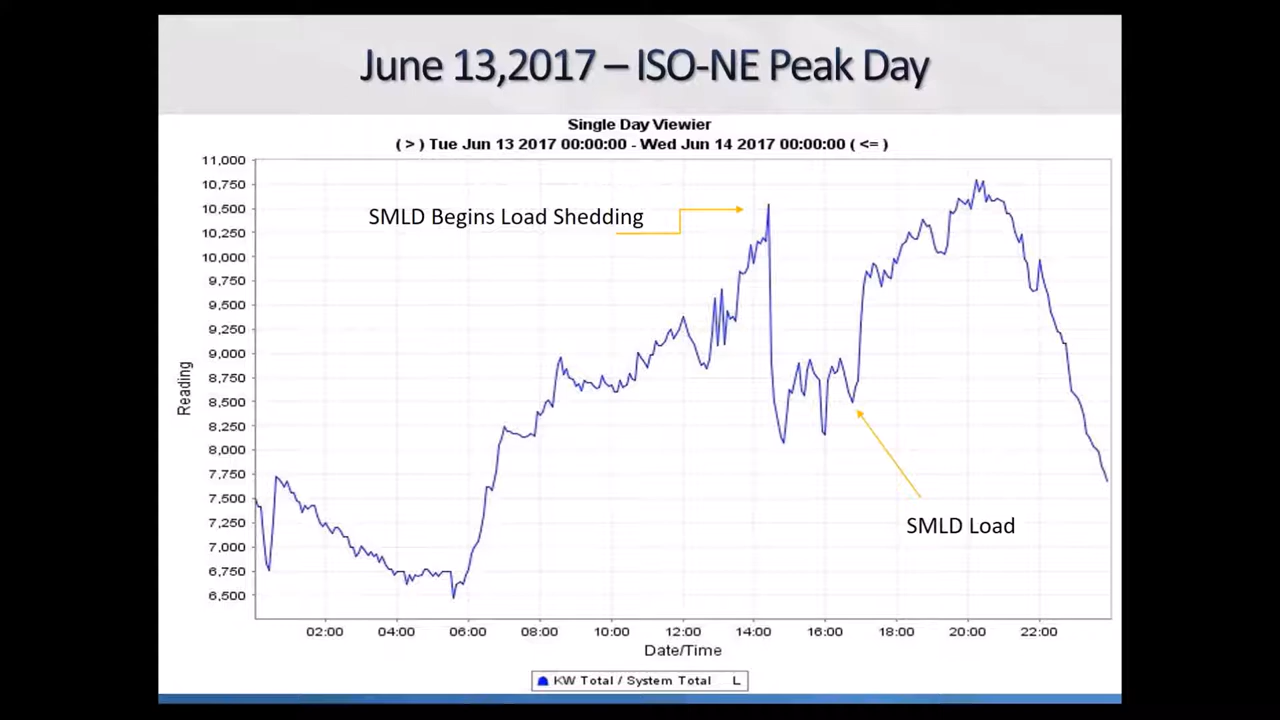 June 13,2017 – ISO-NE Peak Day
Single Day Viewier
( > ) Tue Jun 13 2017 00:00:00 - Wed Jun 14 2017 00:00:00 ( <= )
11,000
10,750
10,500
10,250
10,000
9,750
9,500
9,250
9,000
8,750
8,500
8,250
8,000
7,750
7,500
7,250
7,000
6,750
6,500
Reading
SMLD Begins Load Shedding
SMLD Load
02:00 04:00 06:00 08:00 10:00 12:00 14:00 16:00 18:00 20:00 22:00
Date/Time
KW Total / System Total L